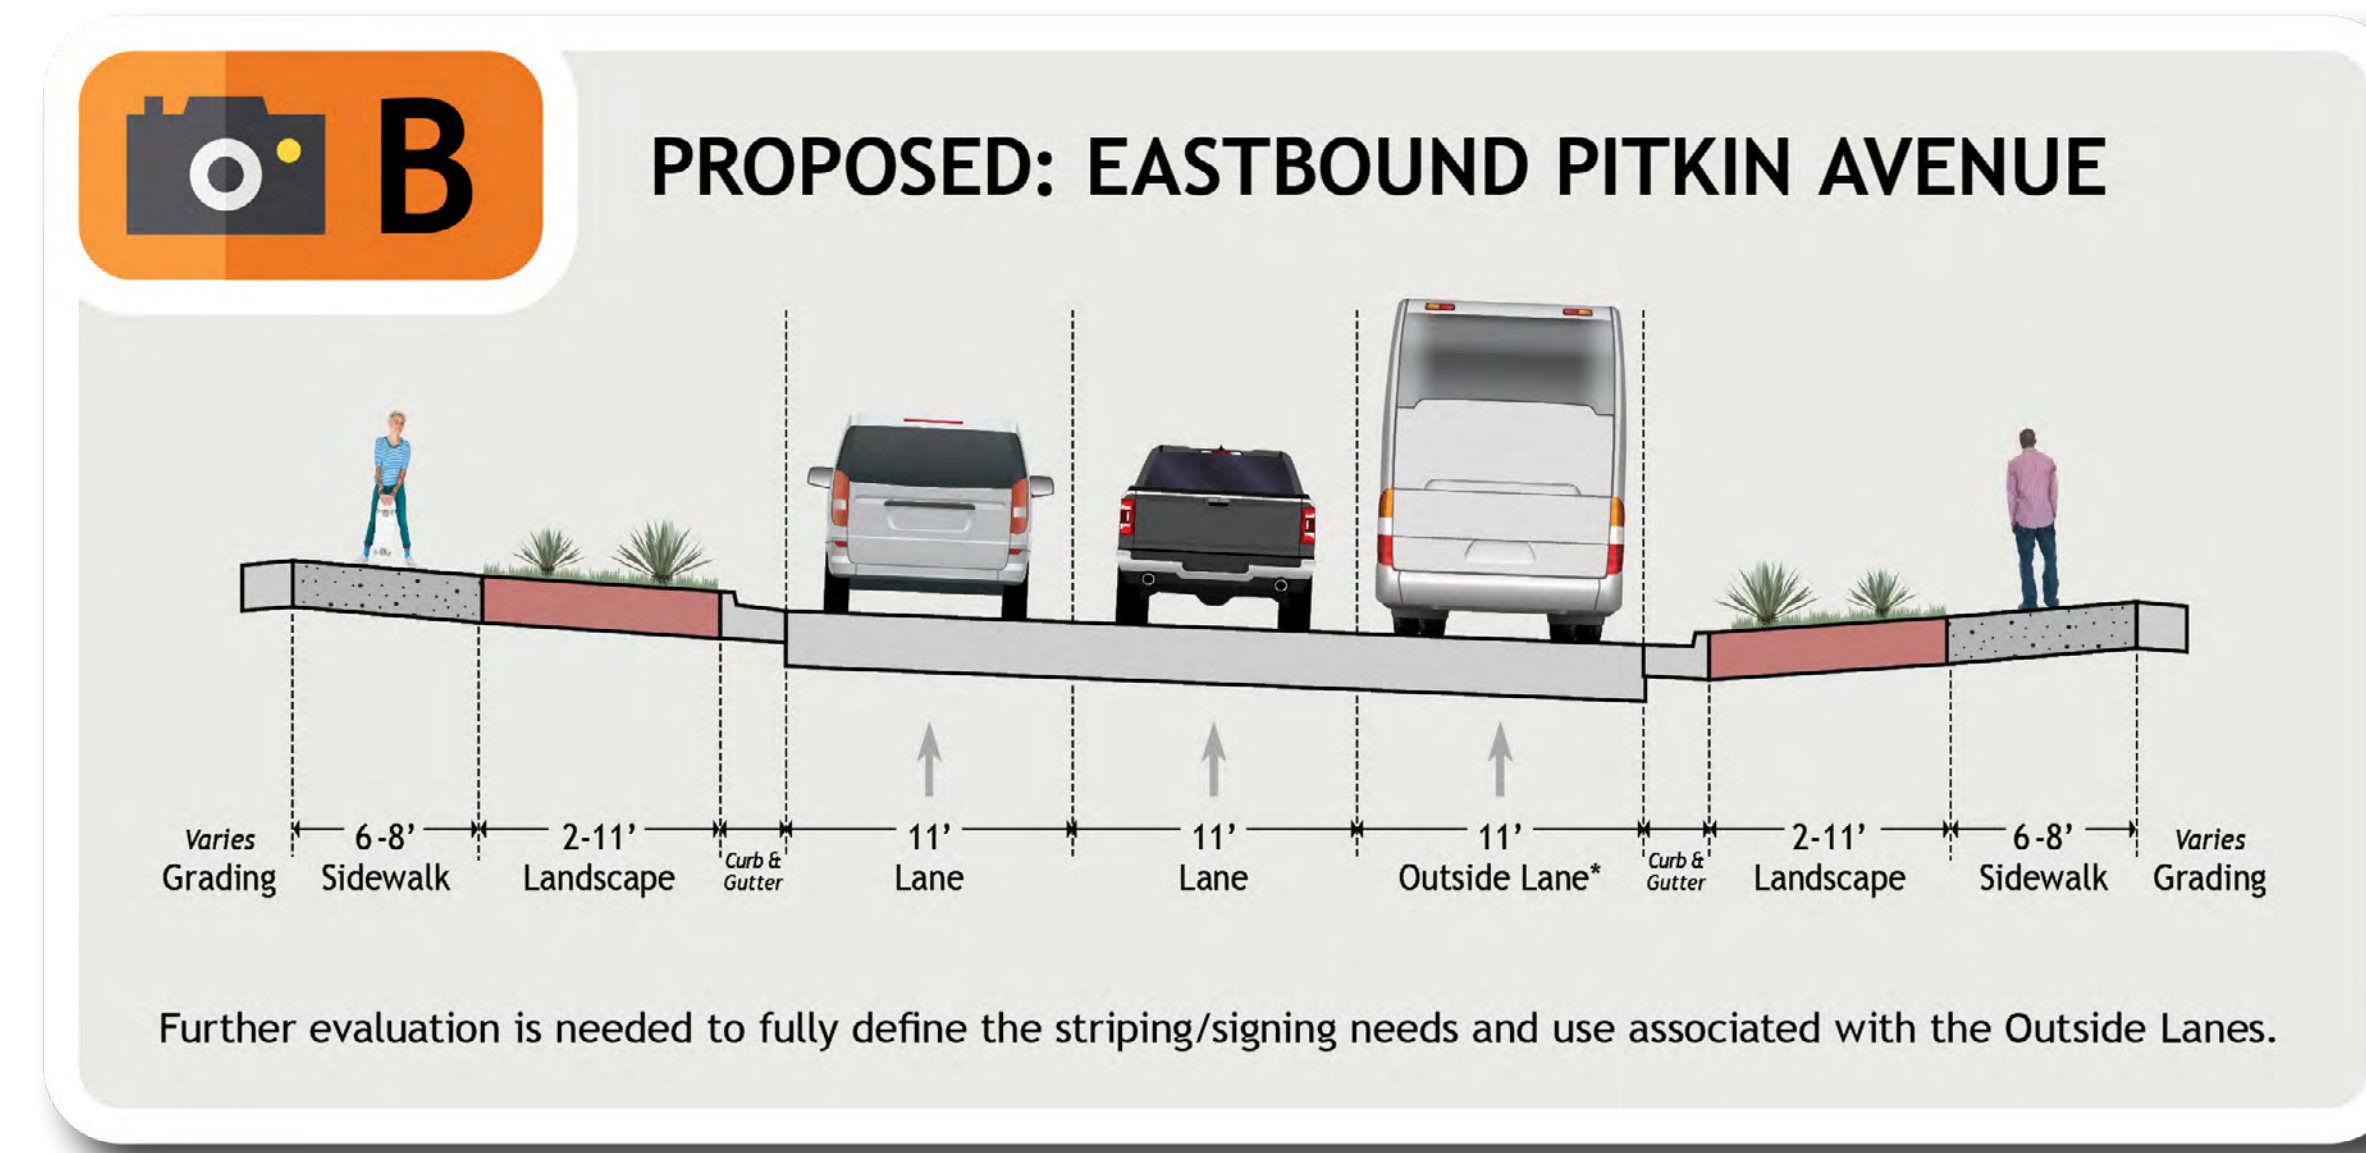 B
PROPOSED: EASTBOUND PITKIN AVENUE
Varies
Grading
6-8’
Sidewalk
2-11’
Landscape
Curb &
Gutter
11’
Lane
11’
Lane
11’
Outside Lane*
Curb &
Gutter
2-11’
Landscape
6-8’
Sidewalk
Varies
Grading
Further evaluation is needed to fully define the striping/signing needs and use associated with the Outside Lanes.